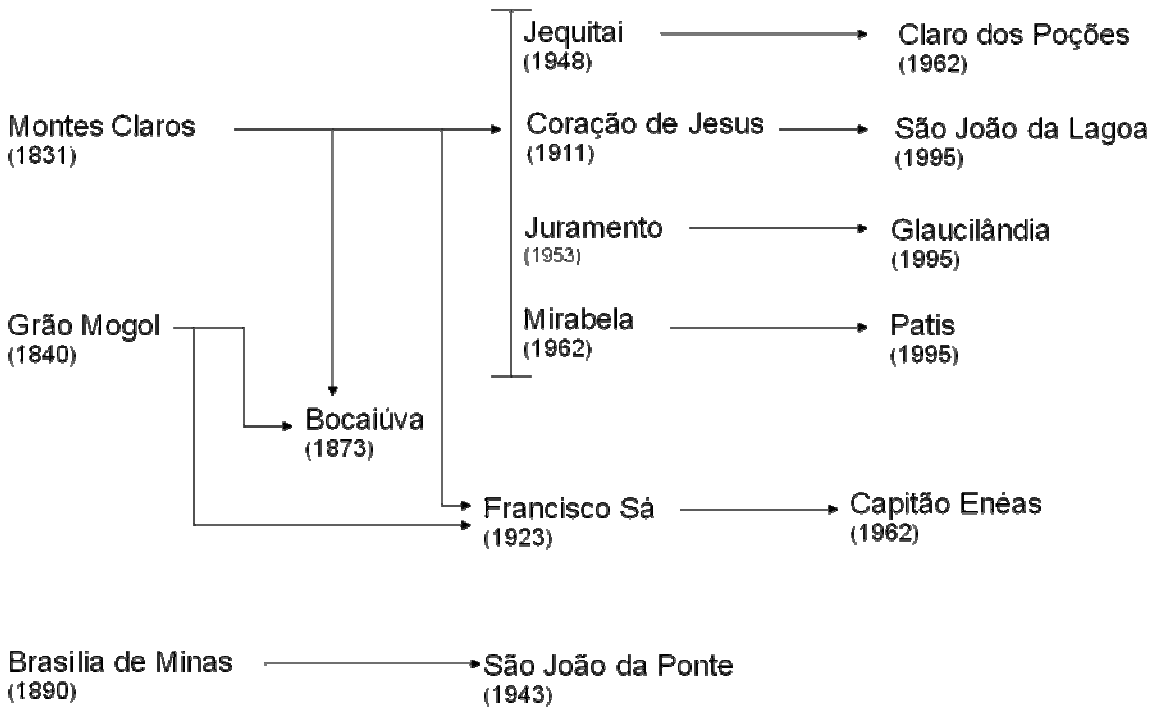 Jequitai
(1948)
Claro dos Poções
(1962)
Montes Claros
(1831)
Coração de Jesus
(1911)
São João da Lagoa
(1995)
Juramento
(1953)
Glaucilândia
(1995)
Grão Mogol
(1840)
Mirabela
(1962)
Patis
(1995)
Bocaiúva
(1873)
Francisco Sá
(1923)
Capitão Enéas
(1962)
Brasília de Minas
(1890)
São João da Ponte
(1943)